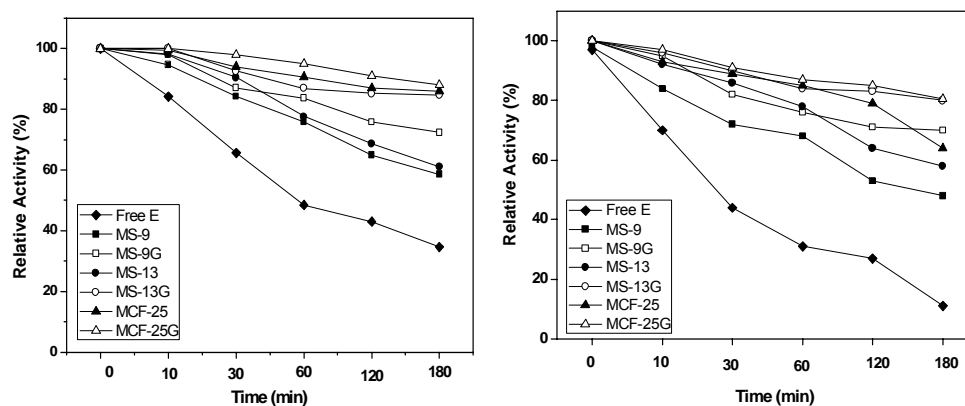 100
80
60
40
20
0
Relative Activity (%)
Free E
MS-9
MS-9G
MS-13
MS-13G
MCF-25
MCF-25G
0 10 30 60 120 180
Time (min)
100
80
60
40
20
0
Relative Activity (%)
Free E
MS-9
MS-9G
MS-13
MS-13G
MCF-25
MCF-25G
0 10 30 60 120 180
Time (min)